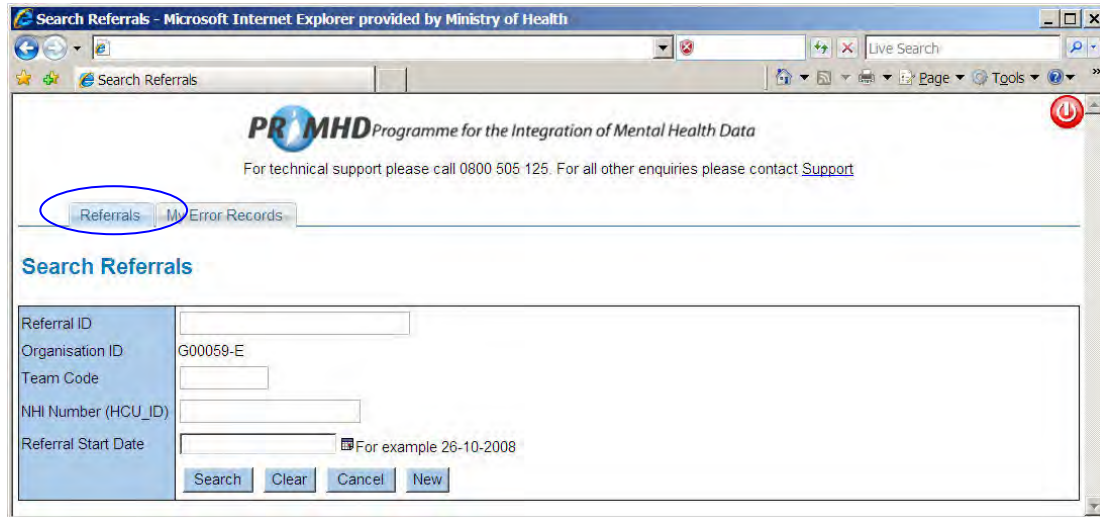 Search Referrals - Microsoft Internet Explorer provided by Ministry of Health
Live Search
Search Referrals
Page Tools
PRIMHD Programme for the Integration of Mental Health Data
For technical support please call 0800 505 125. For all other enquiries please contact Support
Referrals My Error Records
Search Referrals
Referral ID
Organisation ID G00059-E
Team Code
NHI Number (HCU_ID)
Referral Start Date For example 26-10-2008
Search Clear Cancel New